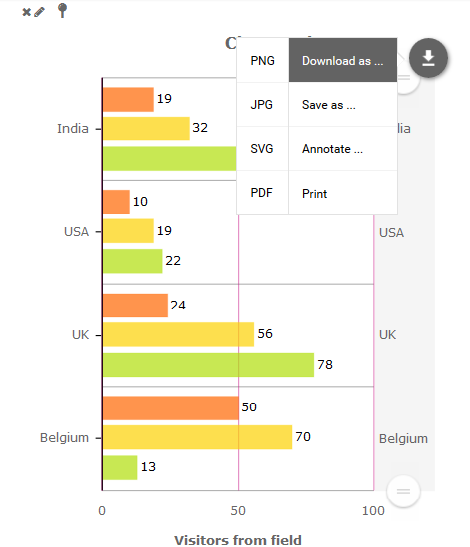 PNG Download as ...
JPG Save as ...
SVG Annotate ...
PDF Print
19
India 32
10
USA 19 USA
22
24
UK 56 UK
78
50
Belgium 70 Belgium
13
0 50 100
Visitors from field